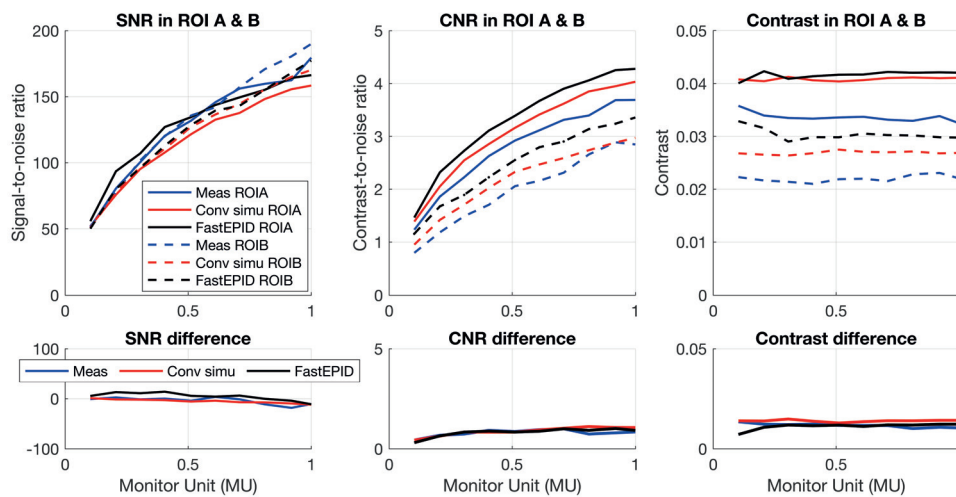 SNR in ROI A & B
Signal-to-noise ratio
200
150
100
50
0
0
0.5
1
Meas ROIA
Conv simu ROIA
FastEPID ROIA
Meas ROIB
Conv simu ROIB
FastEPID ROIB
CNR in ROI A & B
Contrast-to-noise ratio
5
4
3
2
1
0
0
0.5
1
Contrast in ROI A & B
Contrast
0.05
0.04
0.03
0.02
0.01
0
0
0.5
SNR difference
100
0
-100
Meas
Conv simu
FastEPID
0
0.5
1
Monitor Unit (MU)
CNR difference
5
0
0
0.5
1
Monitor Unit (MU)
Contrast difference
0.05
0
0
0.5
Monitor Unit (MU)